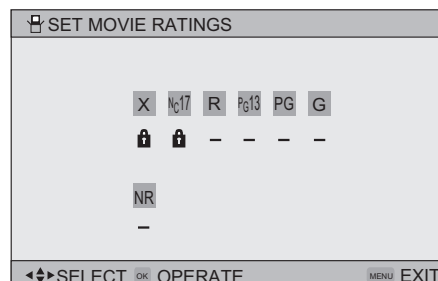 SET MOVIE RATINGS
X NC17 R PG13 PG G
– – – –
NR
–
SELECT OK OPERATE MENU EXIT